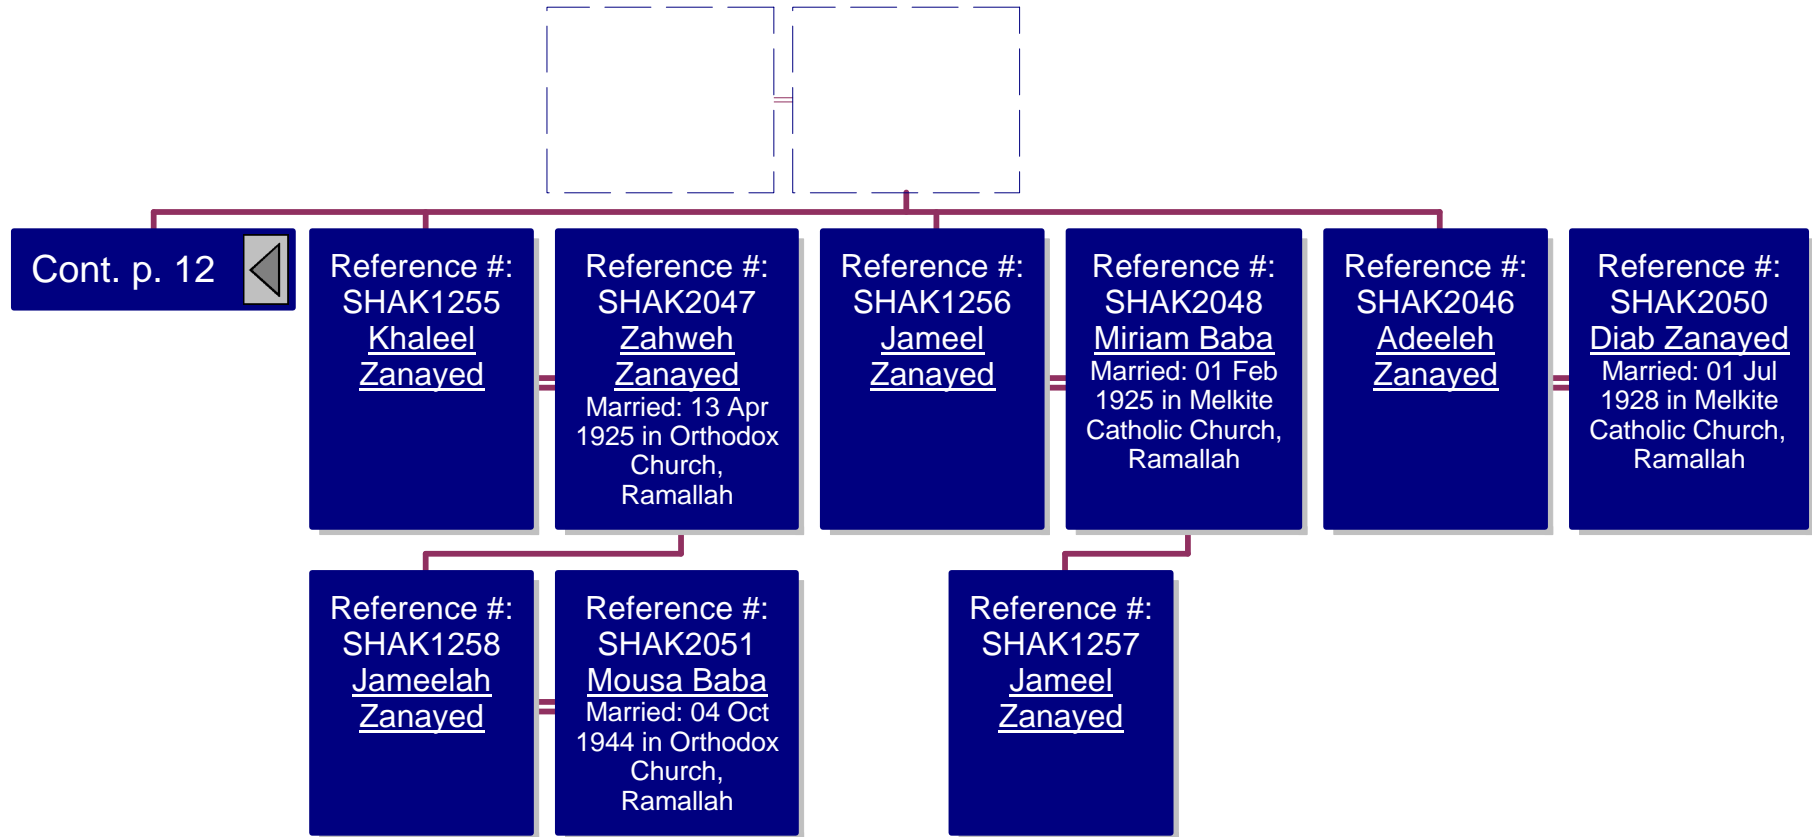 Cont. p. 12
Reference #:
SHAK1255
Khaleel
Zanayed
Reference #:
SHAK2047
Zahweh
Zanayed
Married: 13 Apr
1925 in Orthodox
Church,
Ramallah
Reference #:
SHAK1256
Jameel
Zanayed
Reference #:
SHAK2048
Miriam Baba
Married: 01 Feb
1925 in Melkite
Catholic Church,
Ramallah
Reference #:
SHAK2046
Adeeleh
Zanayed
Reference #:
SHAK2050
Diab Zanayed
Married: 01 Jul
1928 in Melkite
Catholic Church,
Ramallah
Reference #:
SHAK1258
Jameelah
Zanayed
Reference #:
SHAK2051
Mousa Baba
Married: 04 Oct
1944 in Orthodox
Church,
Ramallah
Reference #:
SHAK1257
Jameel
Zanayed